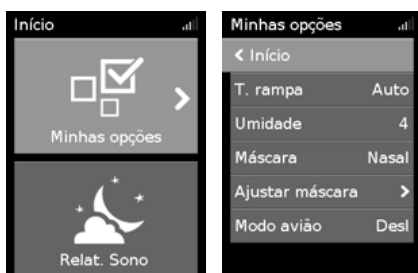 Início
Minhas opções
Relat. Sono
Minhas opções
Início
T. rampa Auto
Umidade 4
Máscara Nasal
Ajustar máscara
Modo avião Desl